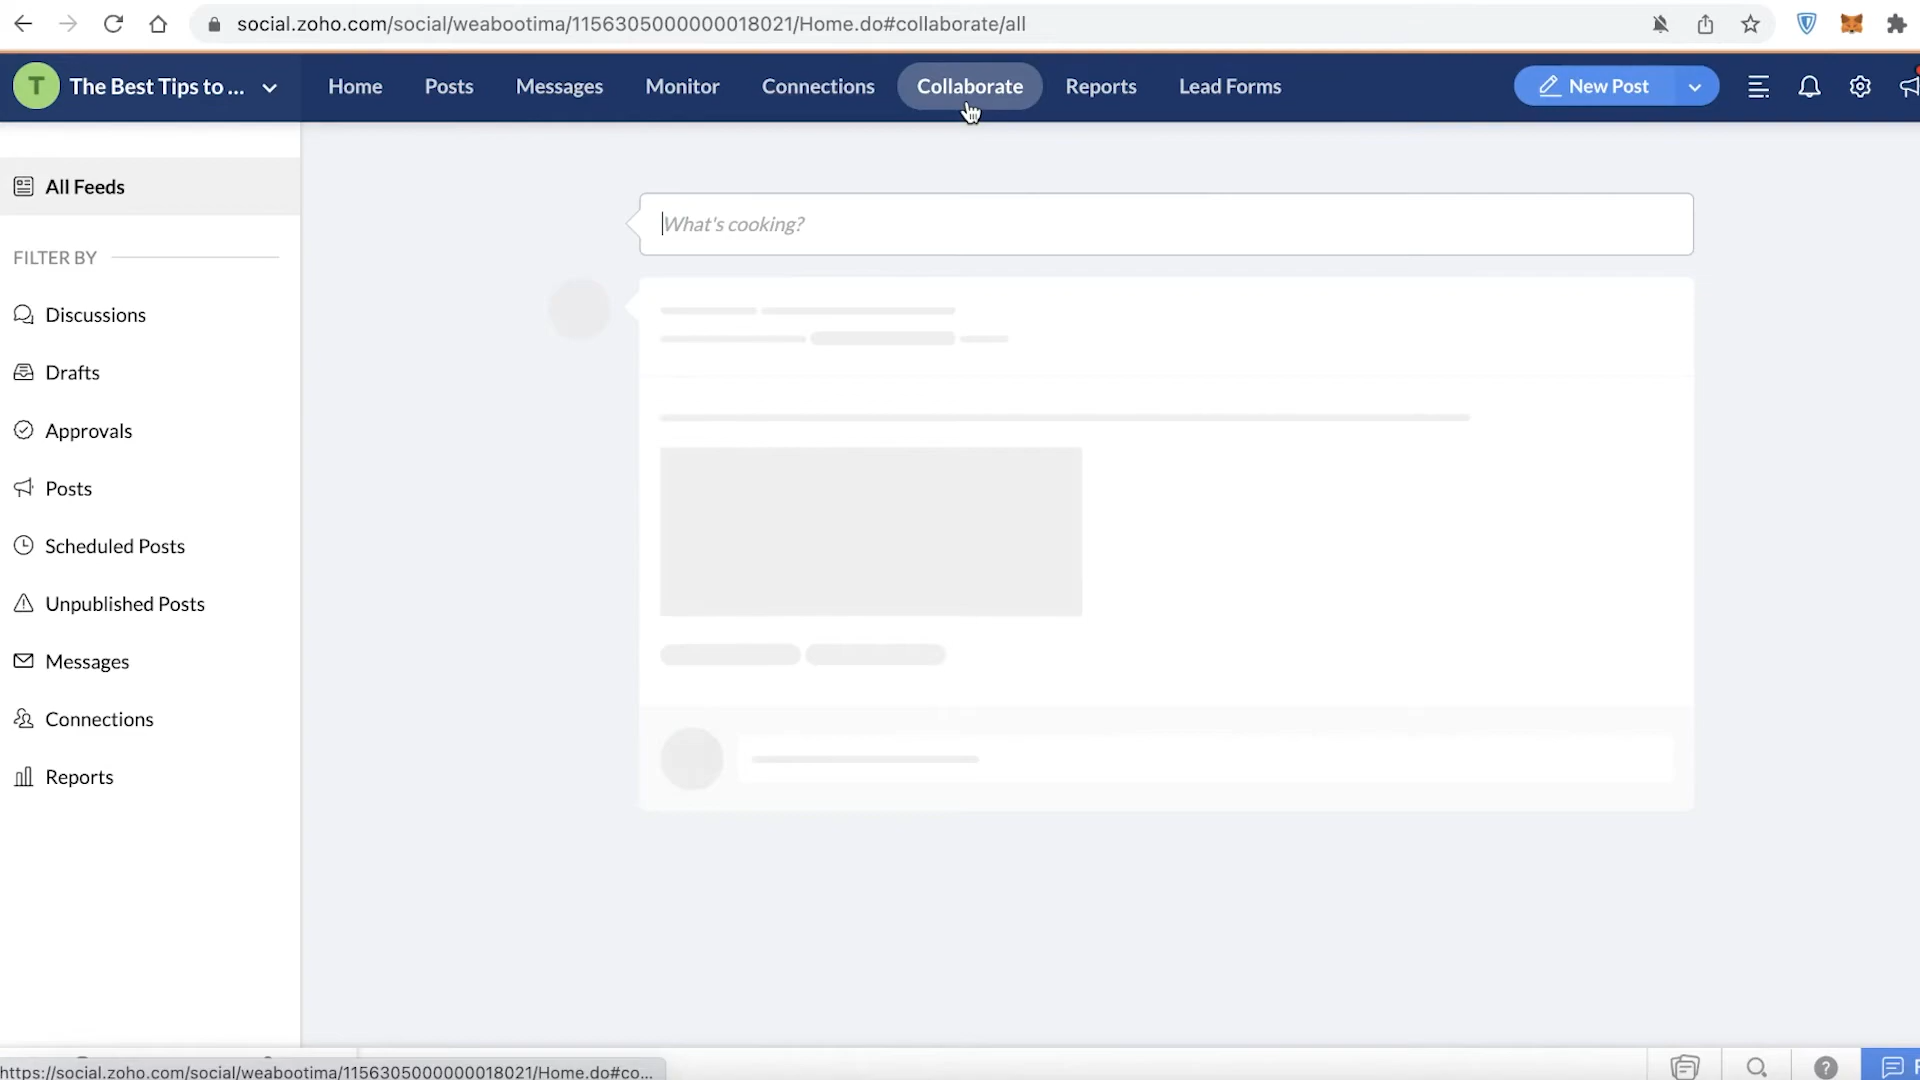 social.zoho.com/social/weabootima/1156305000000018021/Home.do#collaborate/all
T The Best Tips to ... Home Posts Messages Monitor Connections Collaborate Reports Lead Forms New Post
All Feeds
What's cooking?
FILTER BY
Discussions
Drafts
Approvals
Posts
Scheduled Posts
Unpublished Posts
Messages
Connections
Reports
https://social.zoho.com/social/weabootima/1156305000000018021/Home.do#co...